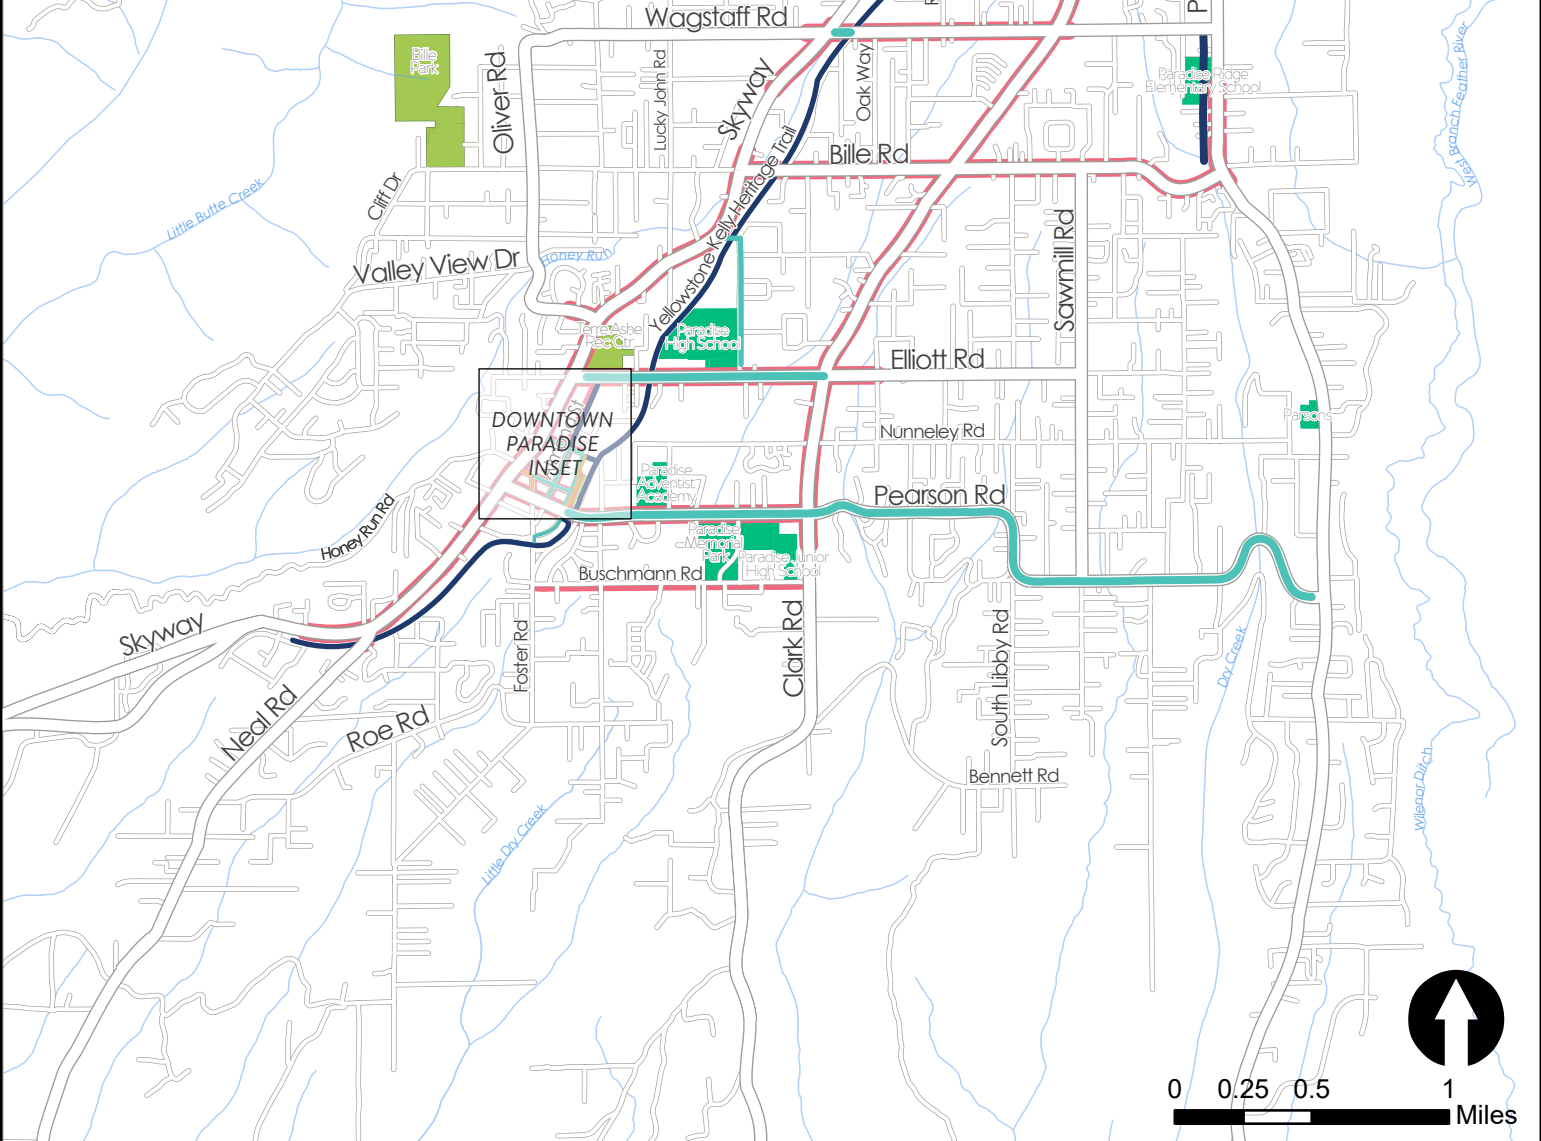 Wagstaff Rd
Bille
Park
Oliver Rd
Lucky John Rd
Skyway
Oak Way
Paradise Ridge
Elementary School
West Branch Feather River
Bille Rd
Cliff Dr
Little Butte Creek
Yellowstone Kelly Heritage Trail
Honey Run
Valley View Dr
Sawmill Rd
Terre Ashe
Rec Ctr
Paradise
High School
Elliott Rd
DOWNTOWN
PARADISE
INSET
Parsons
Nunneley Rd
Paradise
Adventist
Academy
Pearson Rd
Honey Run Rd
Paradise
Memorial
Park
Paradise Junior
High School
Buschmann Rd
Skyway
Foster Rd
Clark Rd
South Libby Rd
Dry Creek
Neal Rd
Roe Rd
Bennett Rd
Wilenor Ditch
Little Dry Creek
0 0.25 0.5 1
Miles